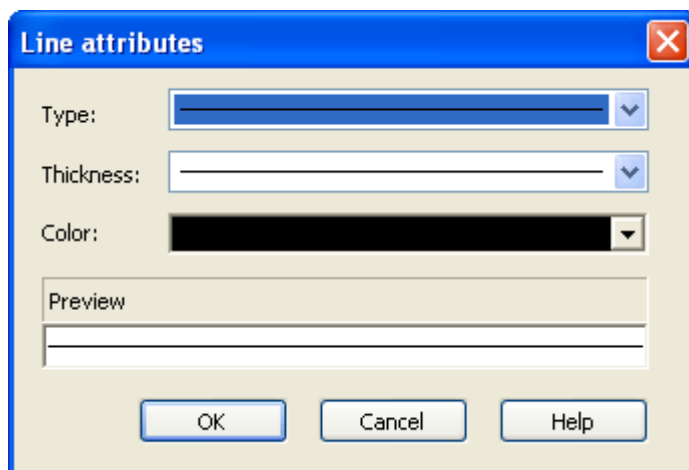 Line attributes
Type:
Thickness:
Color:
Preview
OK Cancel Help